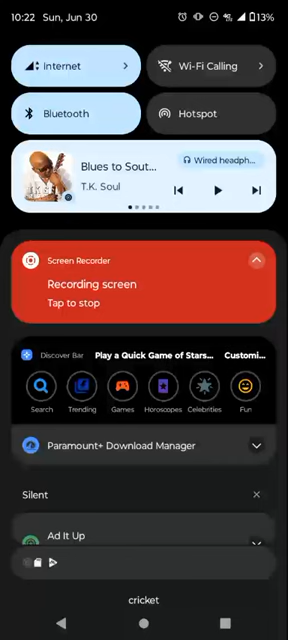 10:22 Sun, Jun 30 13%
Internet
Wi-Fi Calling
Bluetooth
Hotspot
Blues to Sout...
T.K. Soul
Wired headph...
Screen Recorder
Recording screen
Tap to stop
Discover Bar Play a Quick Game of Stars... Customi...
Search Trending Games Horoscopes Celebrities Fun
Paramount+ Download Manager
Silent
Ad It Up
cricket